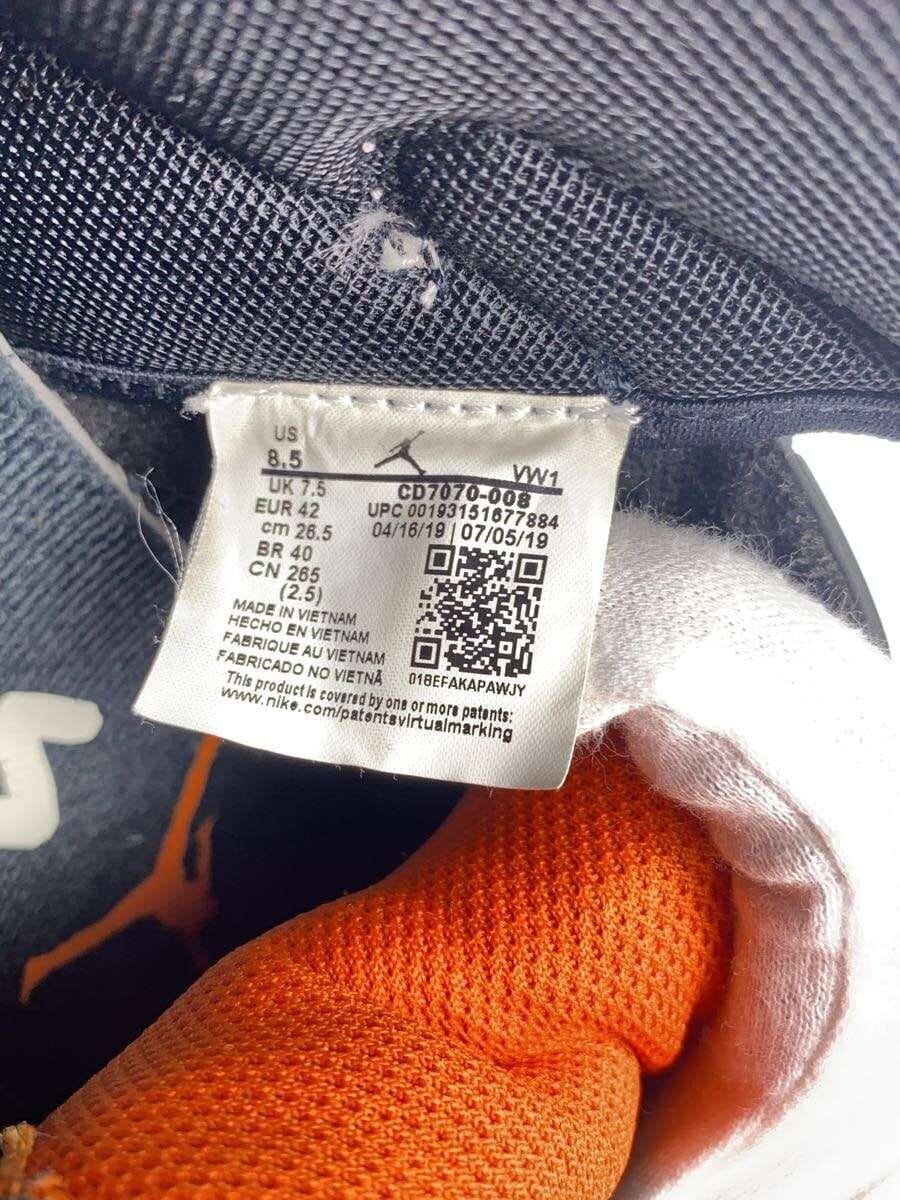 US
8.5
VW1
UK 7.5
CD7070-008
EUR 42
UPC 00193151677884
cm 26.5
04/16/19 | 07/05/19
BR 40
CN 265
(2.5)
MADE IN VIETNAM
HECHO EN VIETNAM
FABRIQUE AU VIETNAM
FABRICADO NO VIETNÃ
018EFAKAPAWJY
This product is covered by one or more patents:
www.nike.com/patentsvirtualmarking